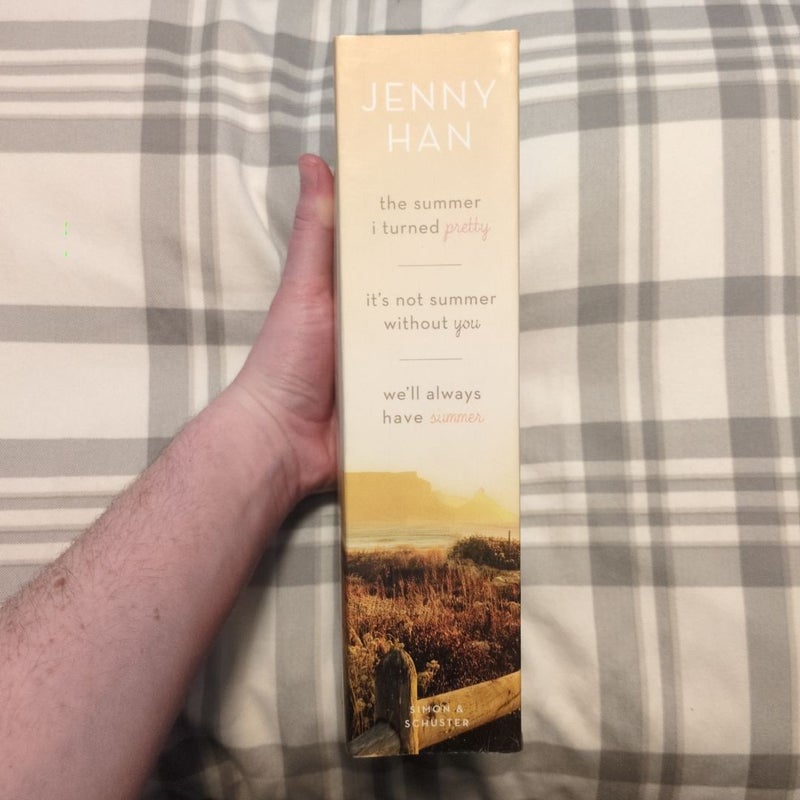 JENNY
HAN
the summer
i turned pretty
it's not summer
without you
we'll always
have summer
SIMON &
SCHUSTER